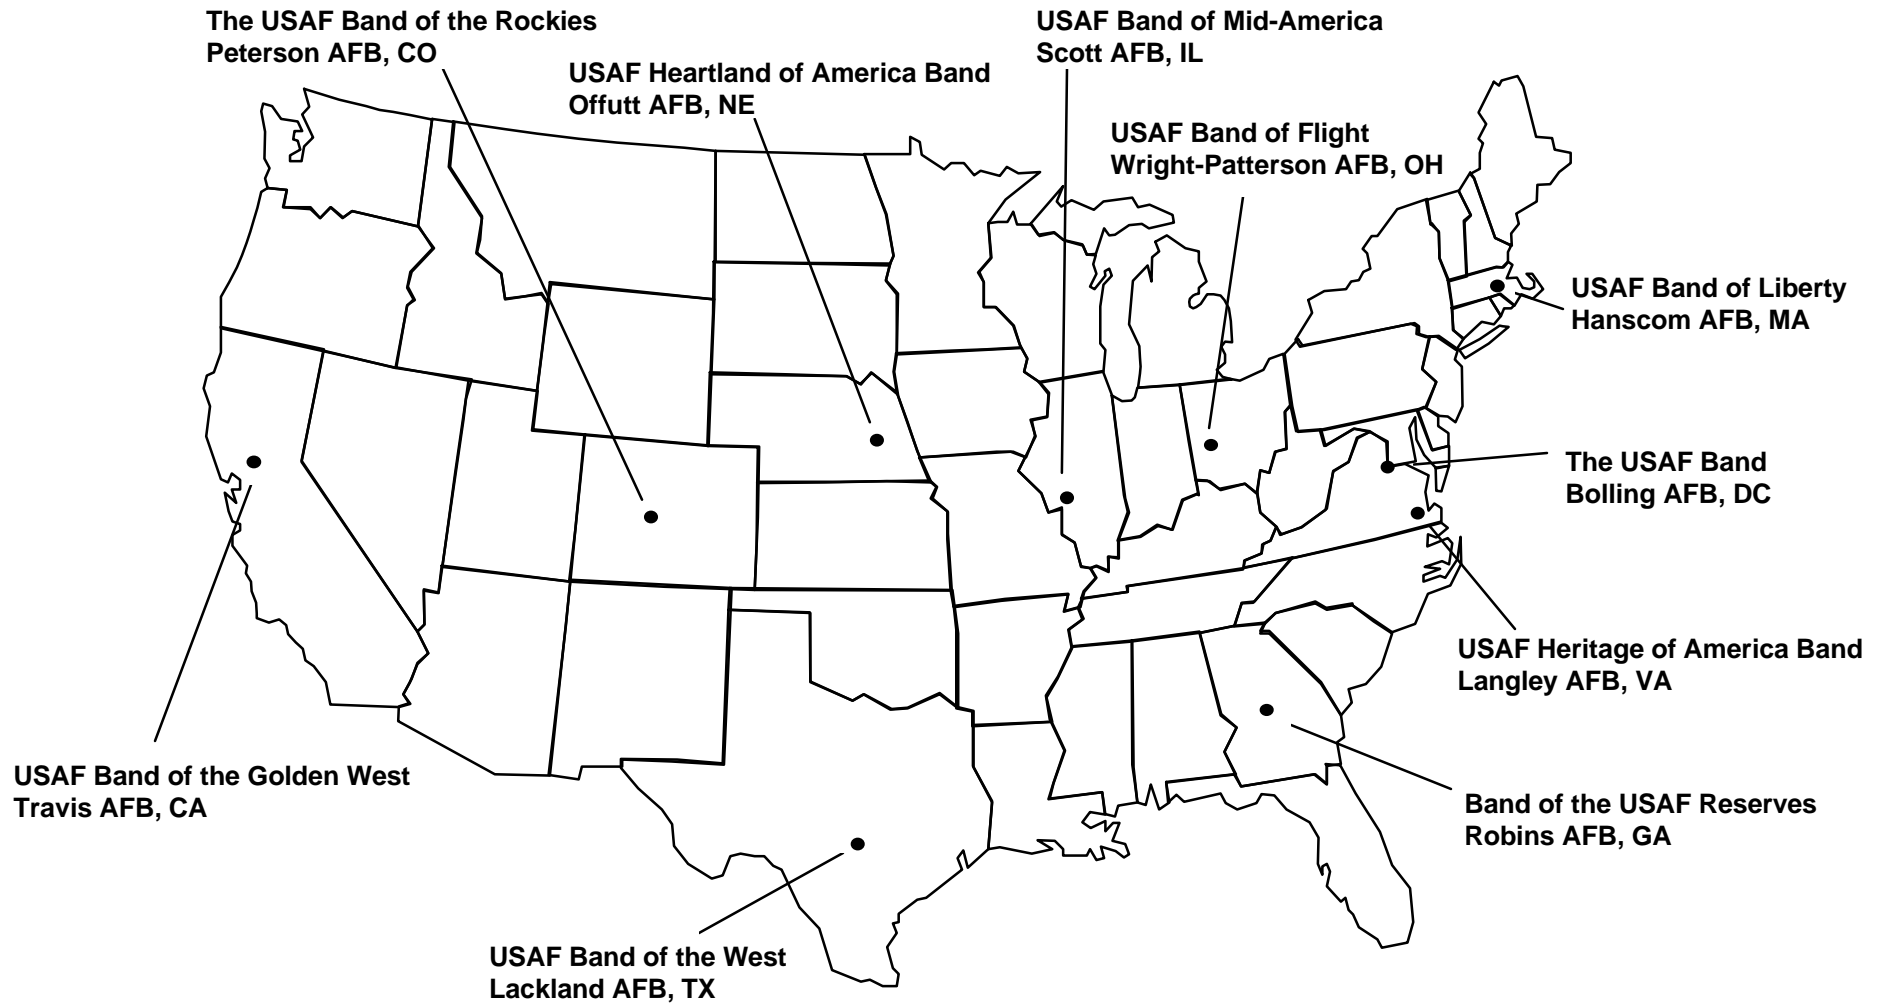 The USAF Band of the Rockies
Peterson AFB, CO
USAF Heartland of America Band
Offutt AFB, NE
USAF Band of Mid-America
Scott AFB, IL
USAF Band of Flight
Wright-Patterson AFB, OH
USAF Band of Liberty
Hanscom AFB, MA
The USAF Band
Bolling AFB, DC
USAF Heritage of America Band
Langley AFB, VA
USAF Band of the Golden West
Travis AFB, CA
Band of the USAF Reserves
Robins AFB, GA
USAF Band of the West
Lackland AFB, TX